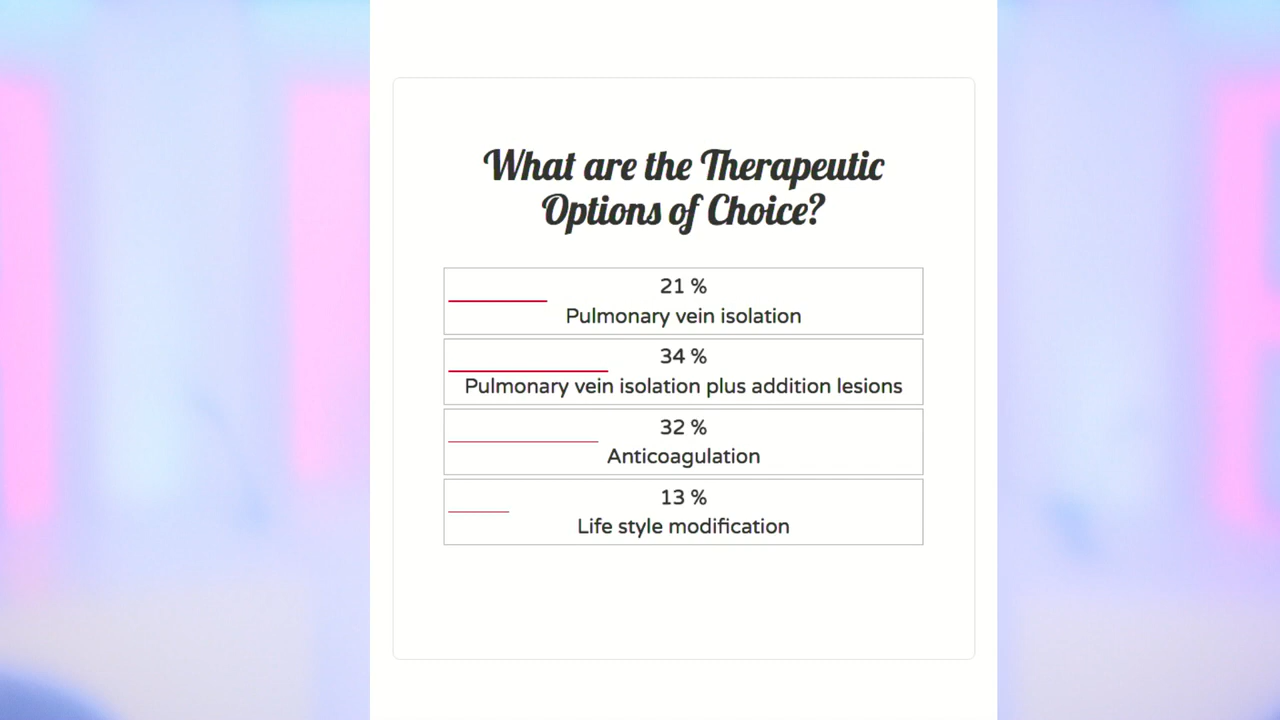 What are the Therapeutic
Options of Choice?
21 %
Pulmonary vein isolation
34 %
Pulmonary vein isolation plus addition lesions
32 %
Anticoagulation
13 %
Life style modification